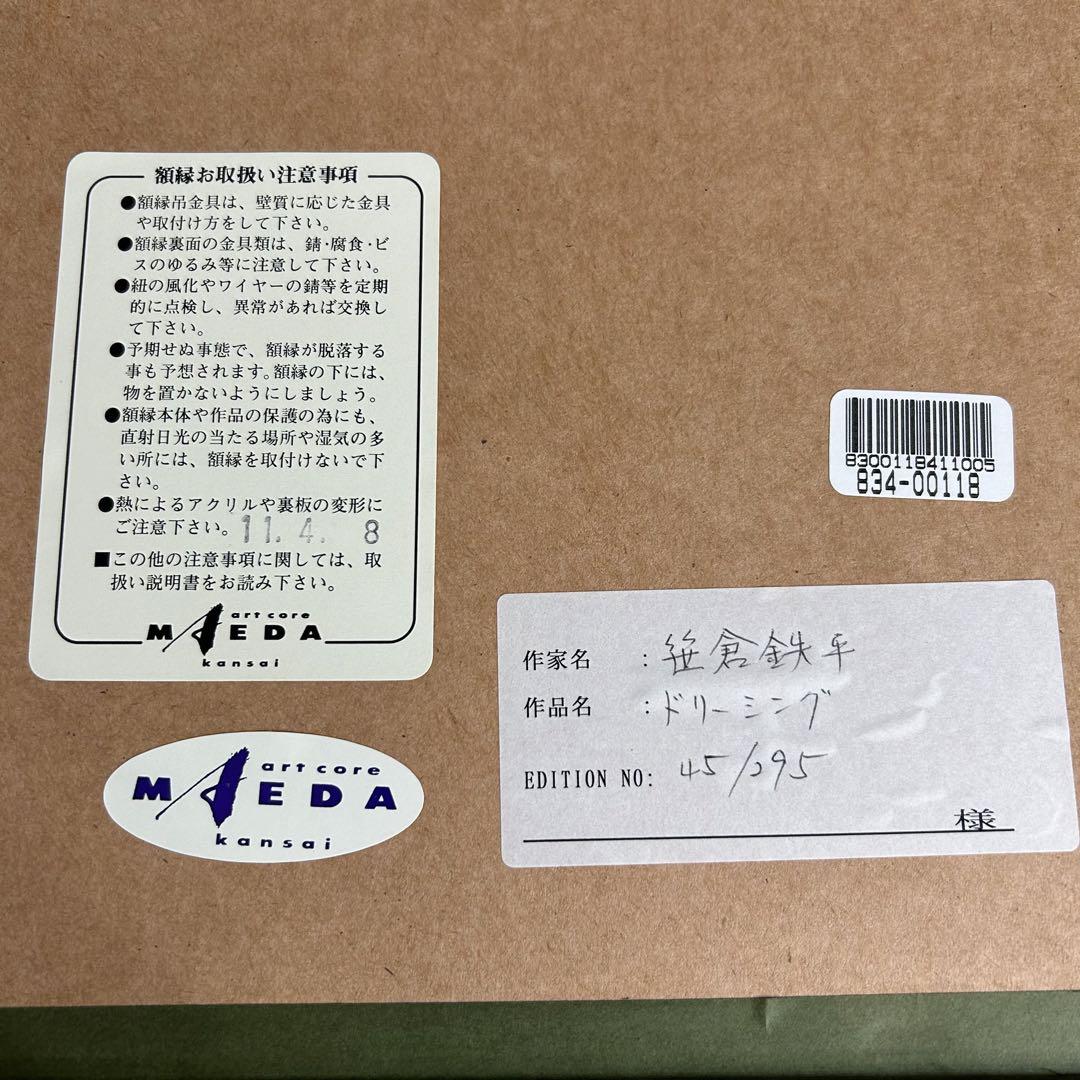 額縁お取扱い注意事項
●額縁吊金具は、壁質に応じた金具
や取付け方をして下さい。
●額縁裏面の金具類は、錆・腐食・ビ
スのゆるみ等に注意して下さい。
●紐の風化やワイヤーの錆等を定期
的に点検し、異常があれば交換し
て下さい。
●予期せぬ事態で、額縁が脱落する
事も予想されます。額縁の下には、
物を置かないようにしましょう。
●額縁本体や作品の保護の為にも、
直射日光の当たる場所や湿気の多
い所には、額縁を取付けないで下
さい。
●熱によるアクリルや裏板の変形に
ご注意下さい。
11.4.8
■この他の注意事項に関しては、取
扱い説明書をお読み下さい。
art core
MAEDA
kansai
art core
MAEDA
kansai
8300118411005
834-00118
作家名 : 笹倉鉄平
作品名 : ドリーシング
EDITION NO: 45/295
様